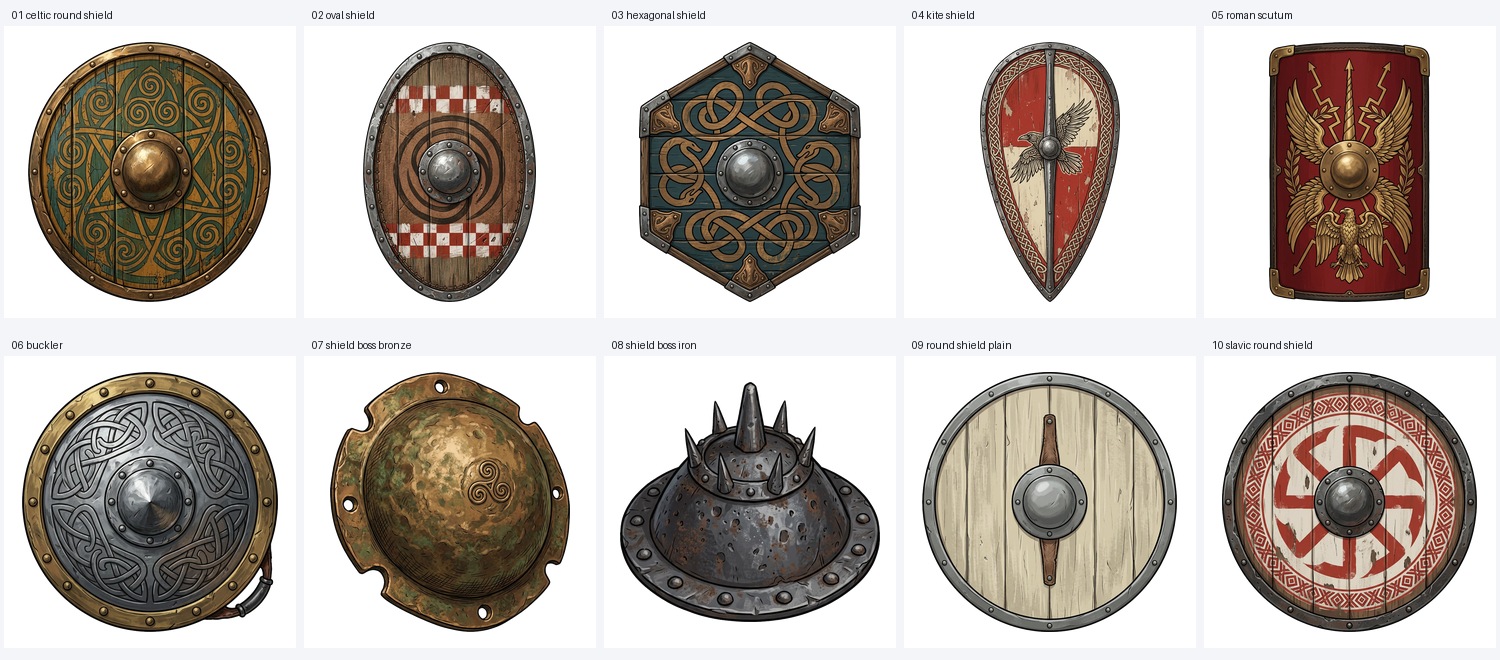 01 celtic round shield
02 oval shield
03 hexagonal shield
04 kite shield
05 roman scutum
06 buckler
07 shield boss bronze
08 shield boss iron
09 round shield plain
10 slavic round shield